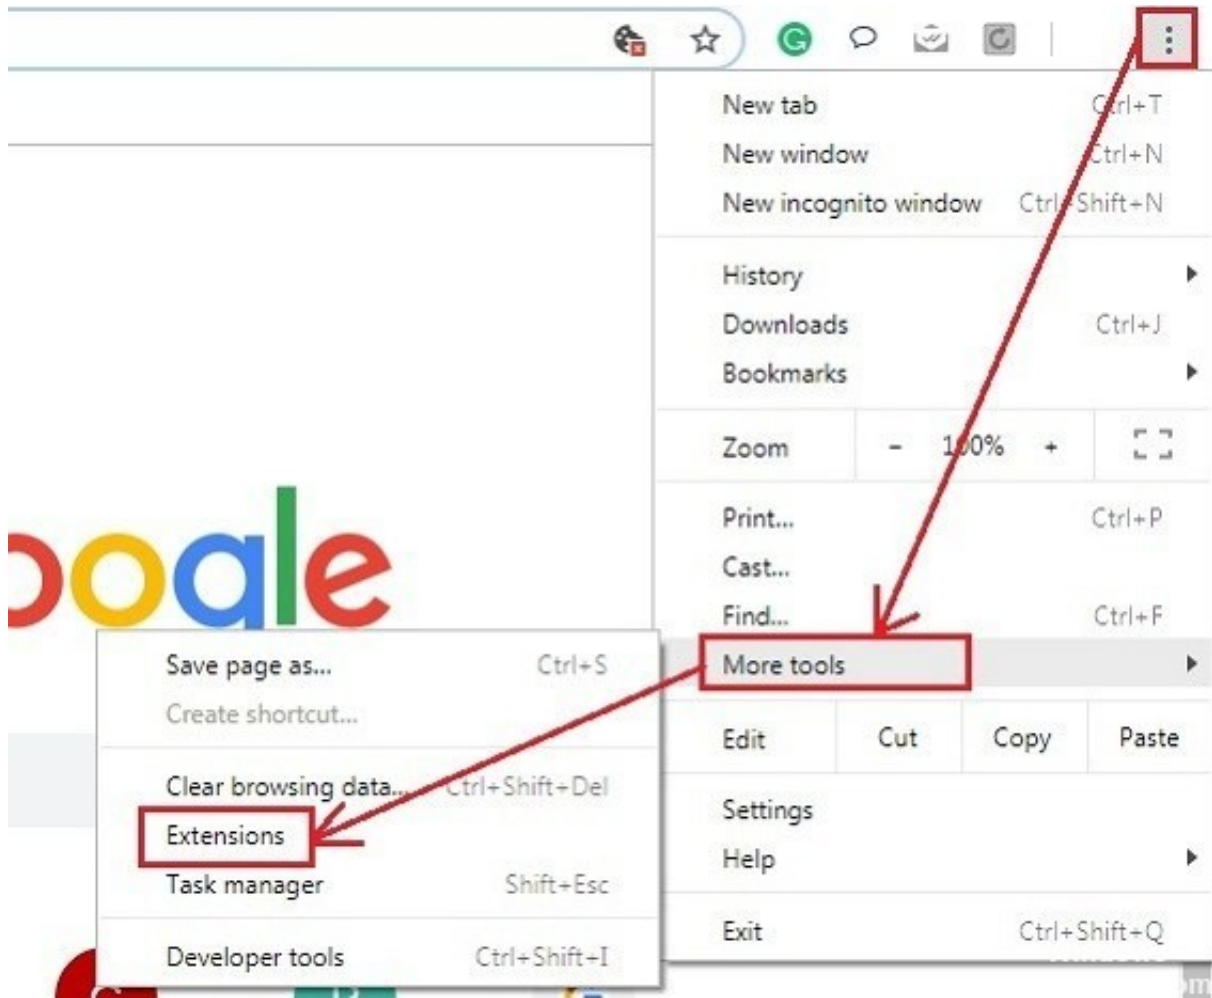 New tab Ctrl+T
New window Ctrl+N
New incognito window Ctrl+Shift+N
History
Downloads Ctrl+J
Bookmarks
Zoom - 100% +
Print... Ctrl+P
Cast...
Find... Ctrl+F
More tools
Edit Cut Copy Paste
Settings
Help
Exit Ctrl+Shift+Q
oogle
Save page as... Ctrl+S
Create shortcut...
Clear browsing data... Ctrl+Shift+Del
Extensions
Task manager Shift+Esc
Developer tools Ctrl+Shift+I